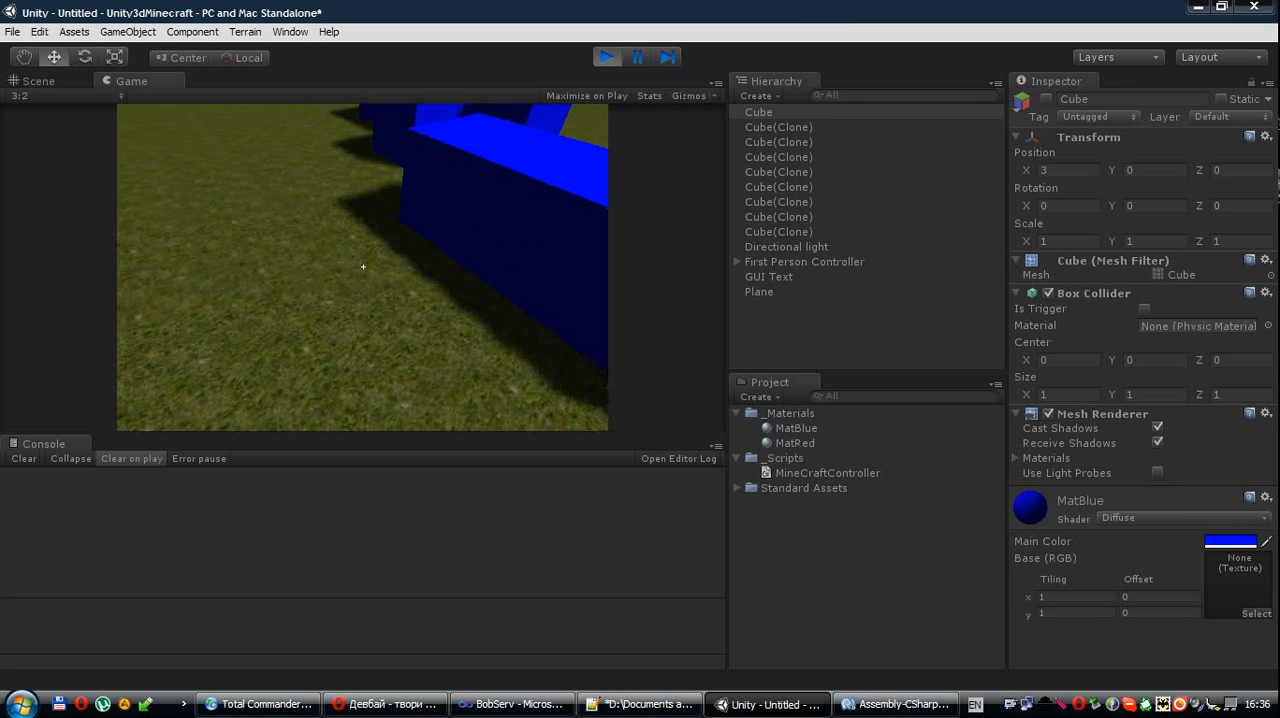 Unity - Untitled - Unity3dMinecraft - PC and Mac Standalone*
File Edit Assets GameObject Component Terrain Window Help
Center Local Layers Layout
Scene Game
3:2 Maximize on Play Stats Gizmos
Console
Clear Collapse Clear on play Error pause Open Editor Log
Hierarchy
Create All
Cube
Cube(Clone)
Cube(Clone)
Cube(Clone)
Cube(Clone)
Cube(Clone)
Cube(Clone)
Cube(Clone)
Cube(Clone)
Directional light
First Person Controller
GUI Text
Plane
Project
Create All
_Materials
MatBlue
MatRed
_Scripts
MineCraftController
Standard Assets
Inspector
Cube Static
Tag Untagged Layer Default
Transform
Position
X 3 Y 0 Z 0
Rotation
X 0 Y 0 Z 0
Scale
X 1 Y 1 Z 1
Cube (Mesh Filter)
Mesh Cube
Box Collider
Is Trigger
Material None (Physic Material
Center
X 0 Y 0 Z 0
Size
X 1 Y 1 Z 1
Mesh Renderer
Cast Shadows
Receive Shadows
Materials
Use Light Probes
MatBlue
Shader Diffuse
Main Color
Base (RGB) None
(Texture)
Tiling Offset
x 1 0
y 1 0
Select
Total Commander... Дебай - твори ... BobServ - Micros... *D:\Documents a... Unity - Untitled - ... Assembly-CSharp... EN 16:36